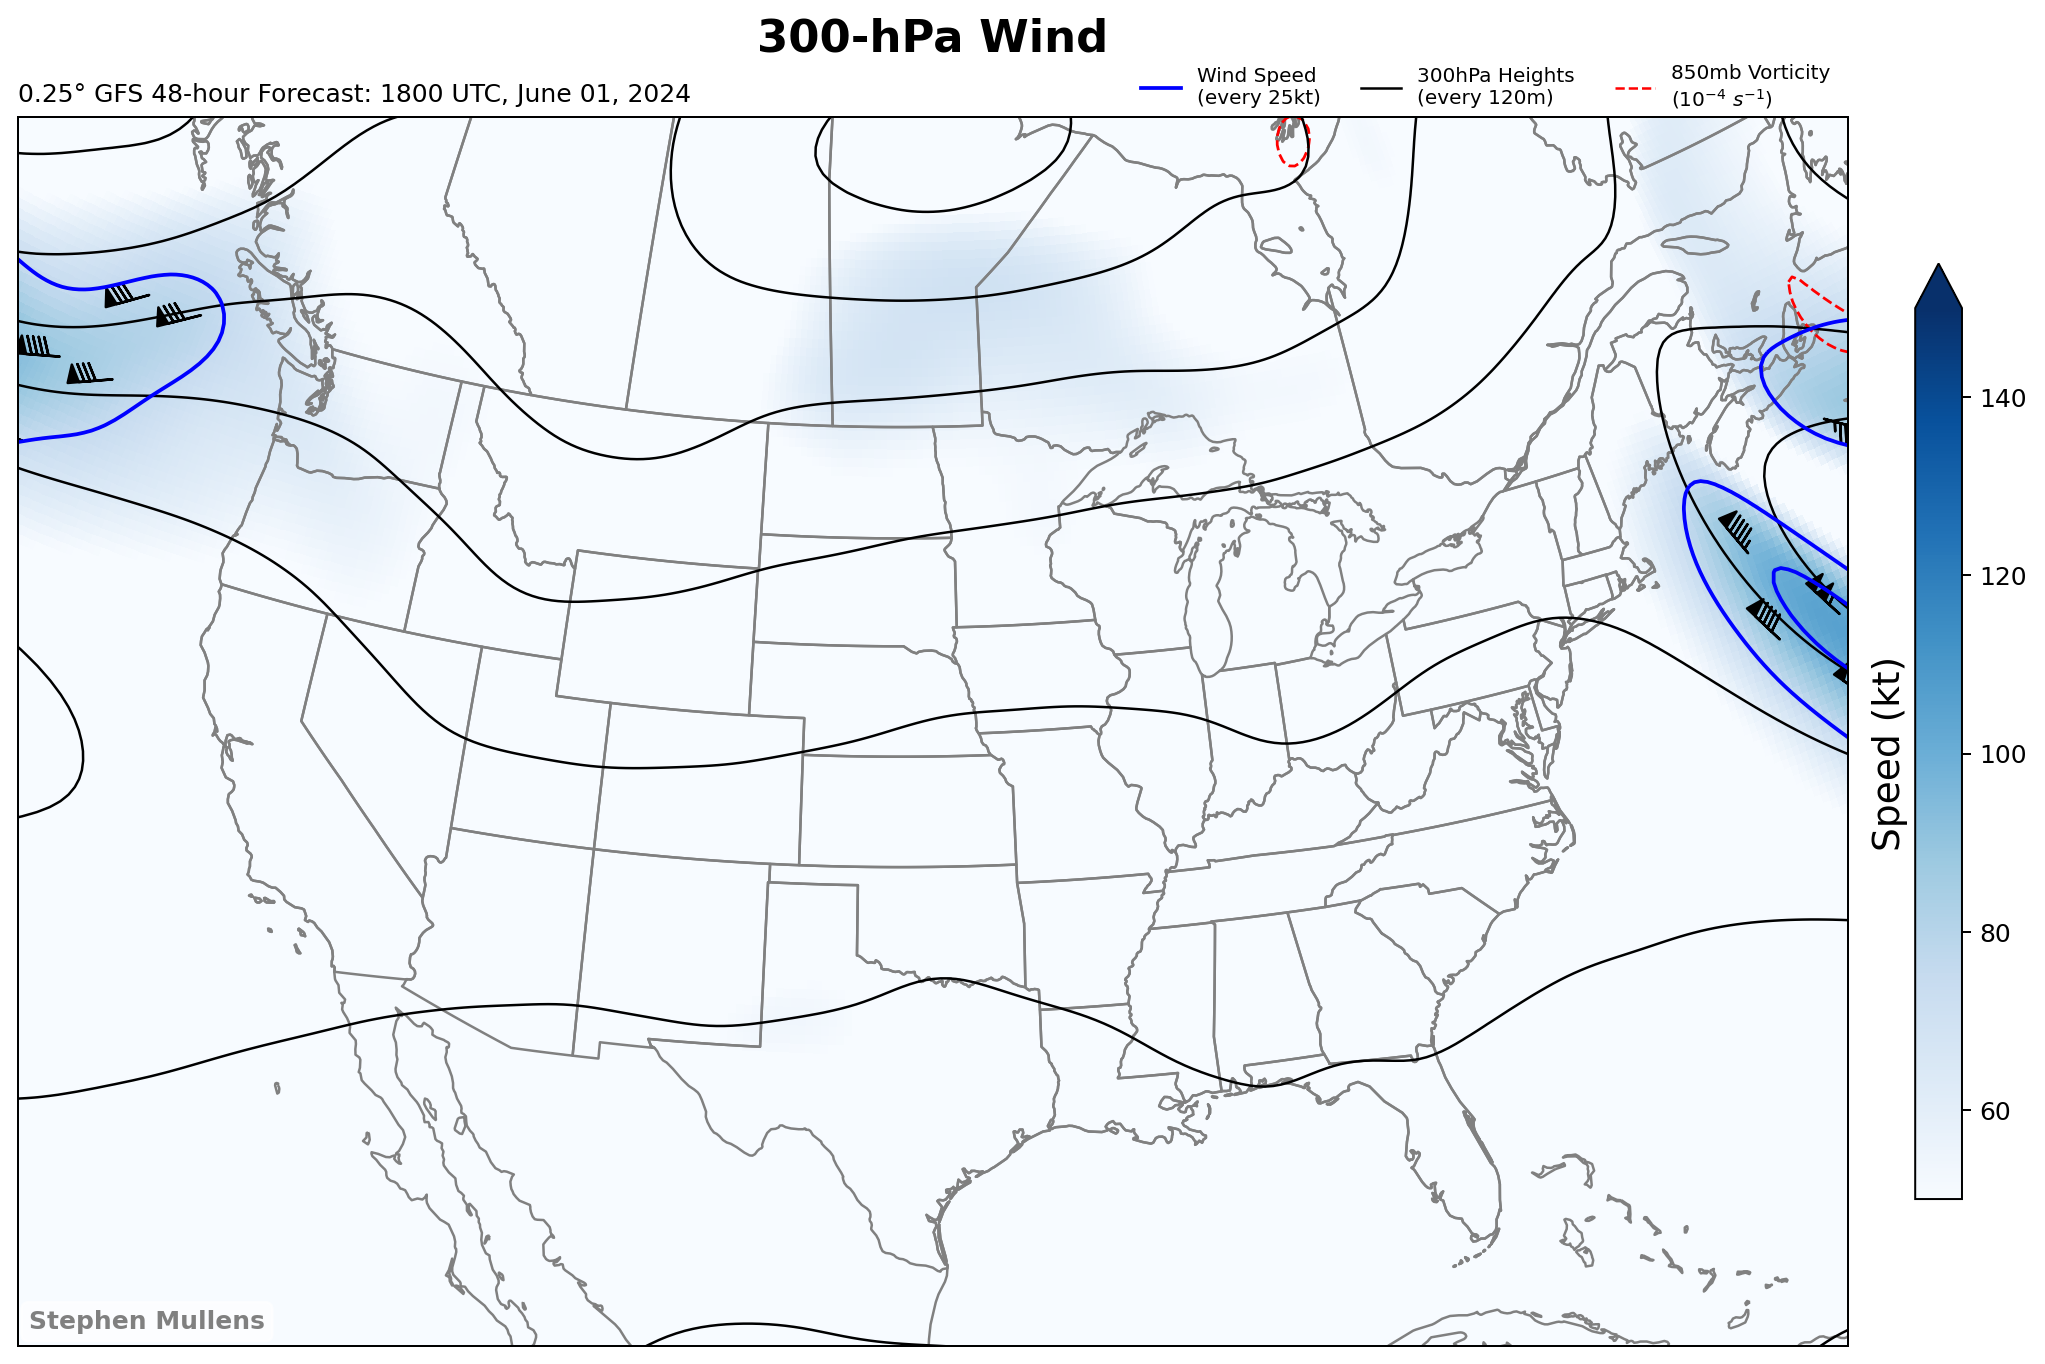 300-hPa Wind
0.25° GFS 48-hour Forecast: 1800 UTC, June 01, 2024
Wind Speed
(every 25kt)
300hPa Heights
(every 120m)
850mb Vorticity
(10⁻⁴ s⁻¹)
140
120
100
80
60
Speed (kt)
Stephen Mullens